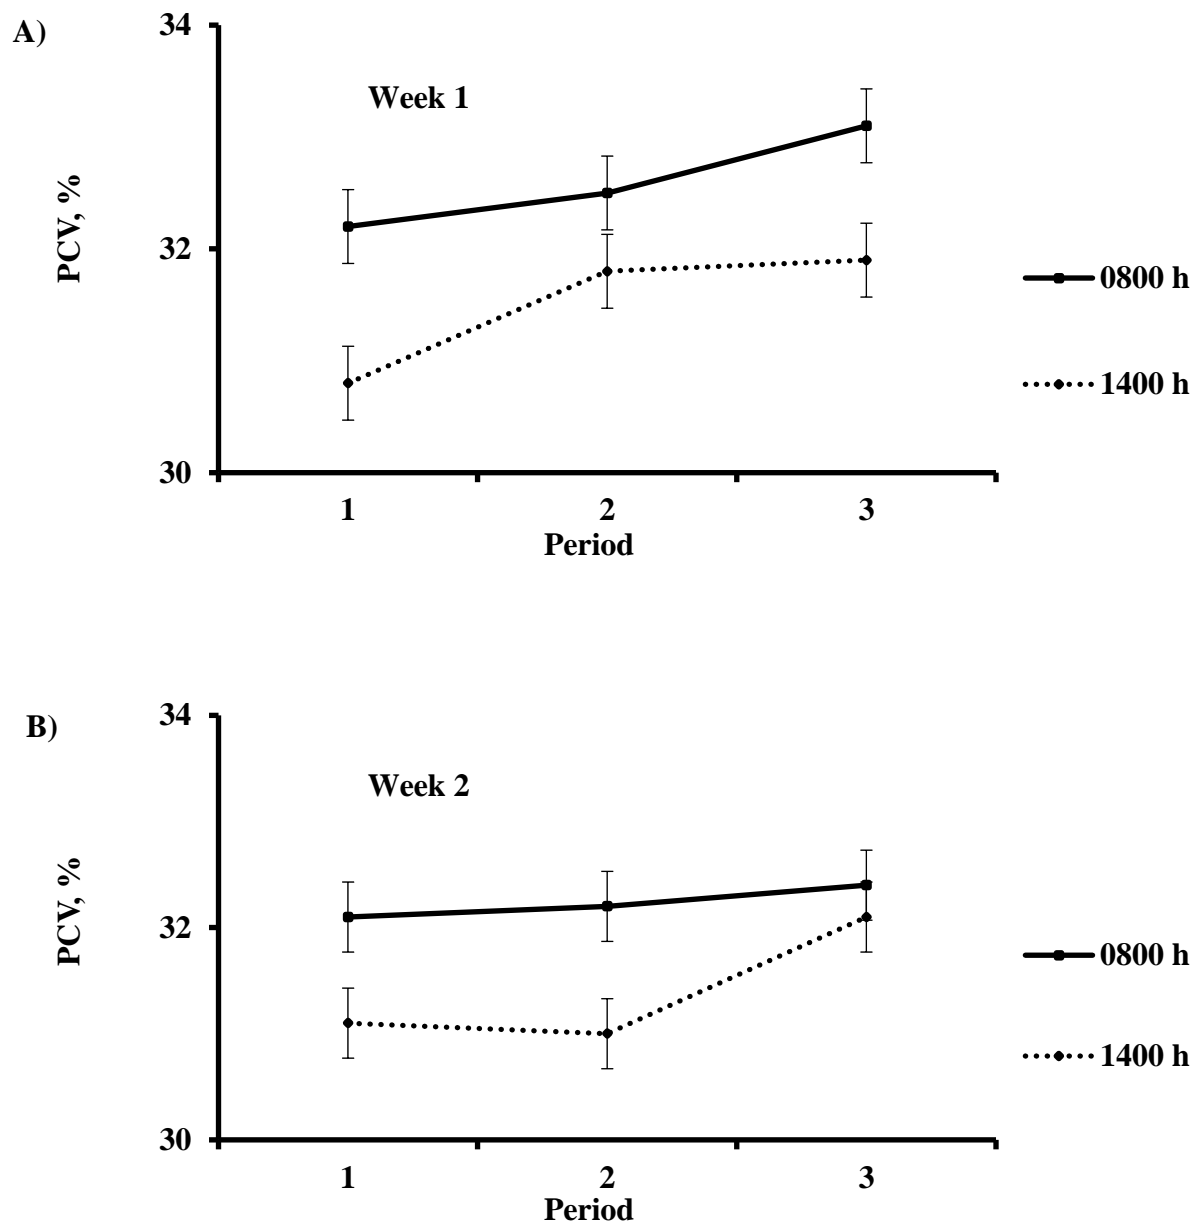 A)
34
Week 1
PCV, %
32
0800 h
1400 h
30
1 2 3
Period
B)
34
Week 2
PCV, %
32
0800 h
1400 h
30
1 2 3
Period